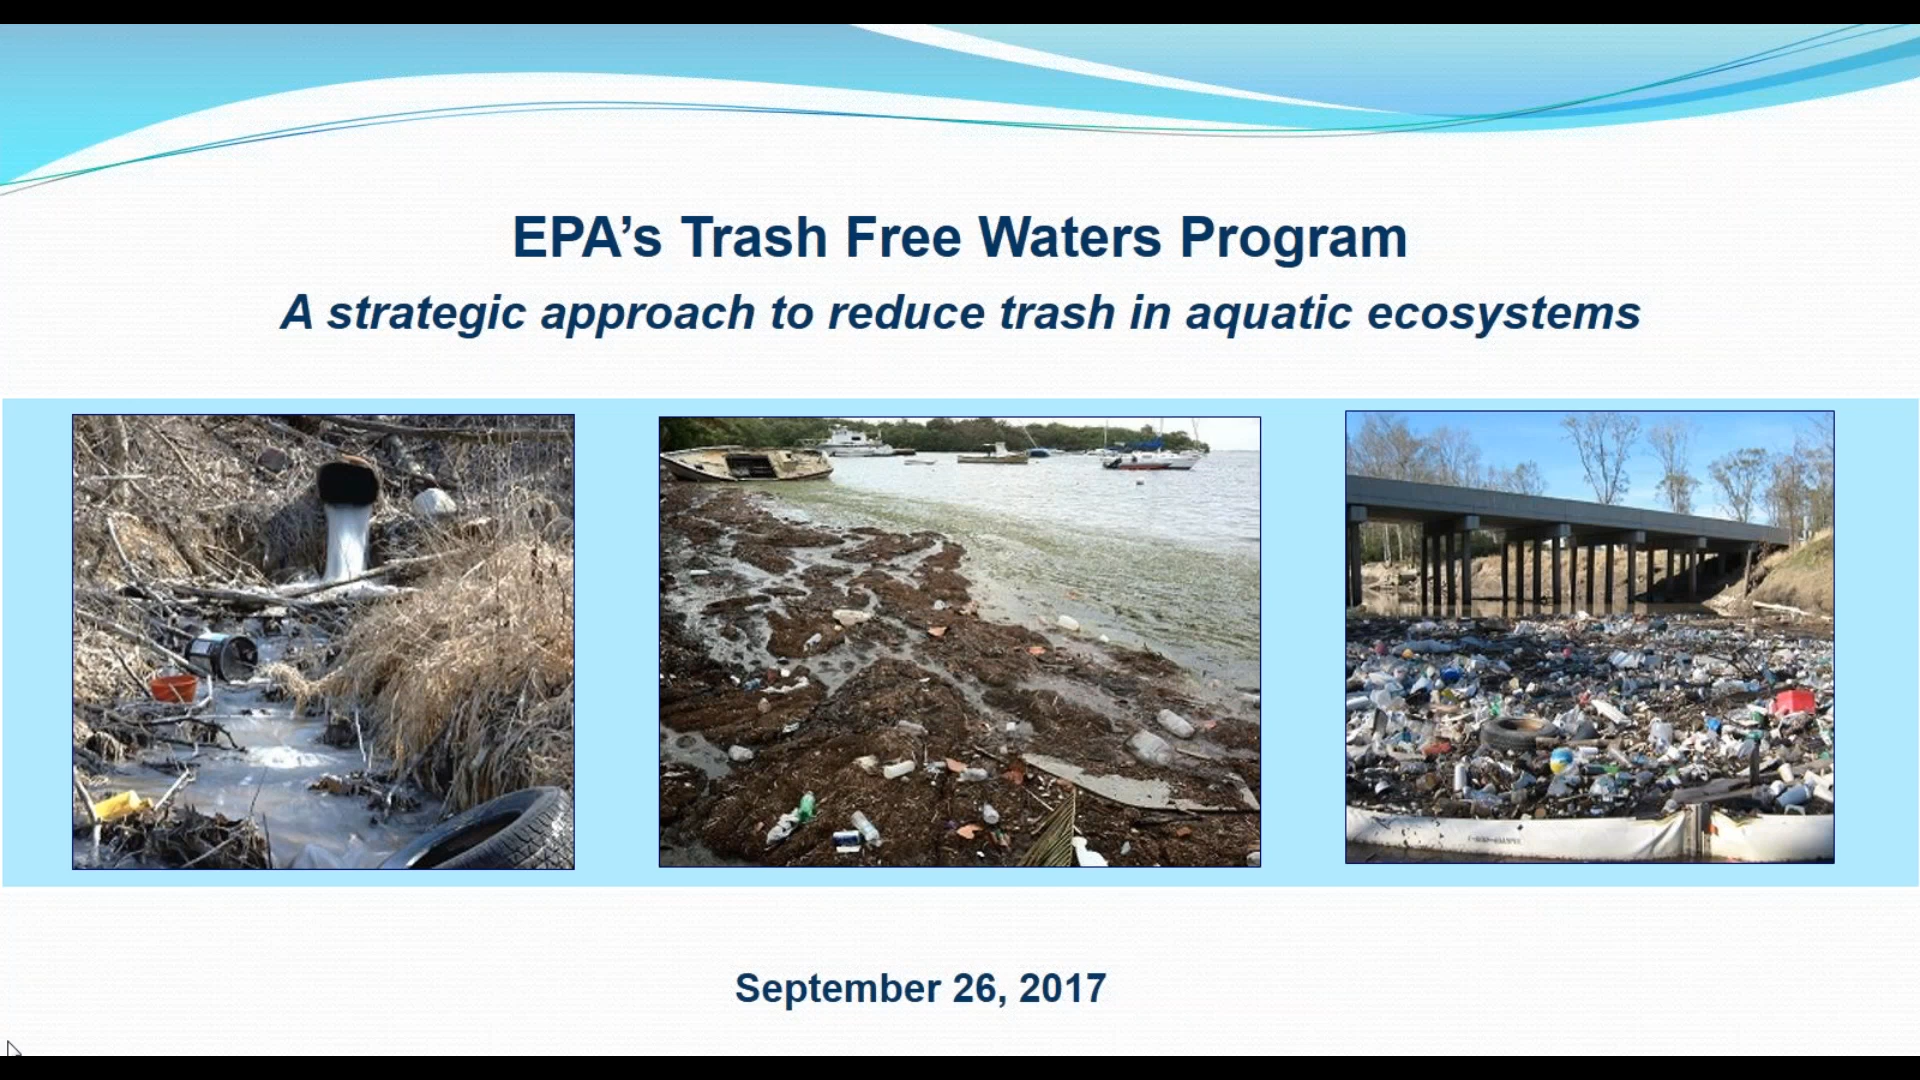 EPA’s Trash Free Waters Program
A strategic approach to reduce trash in aquatic ecosystems
September 26, 2017